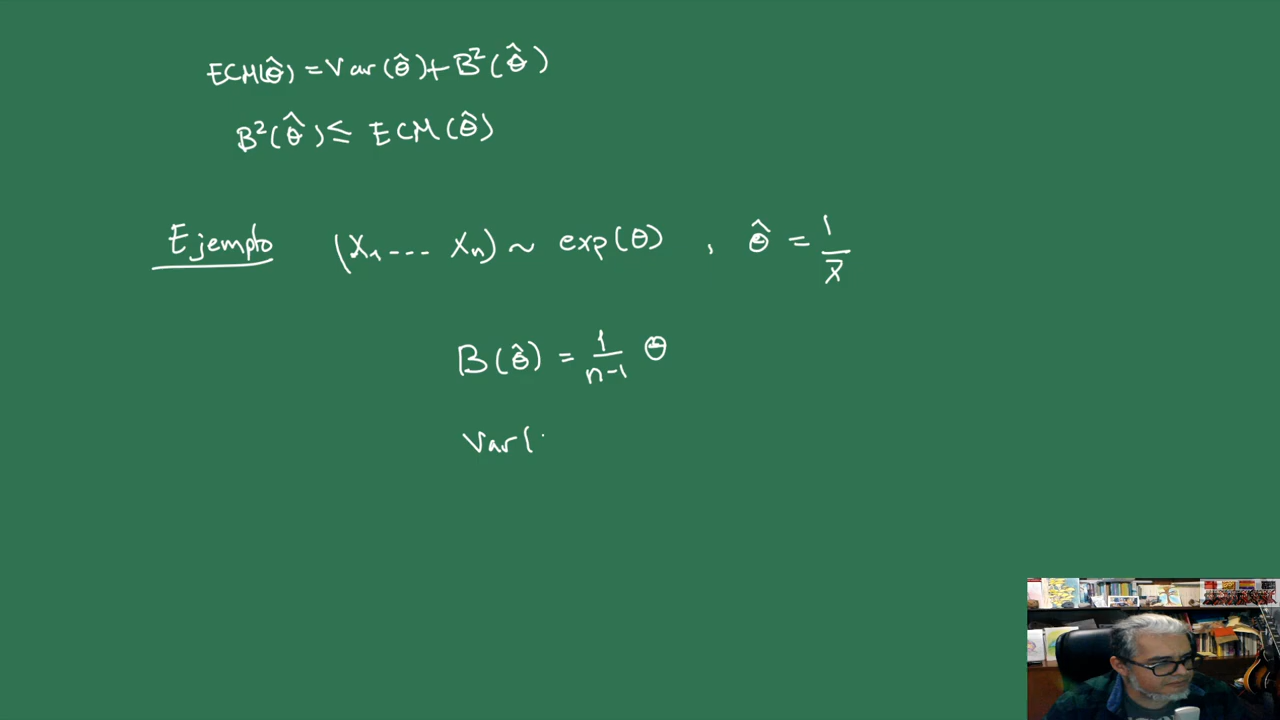 ECM(θ̂) = Var(θ̂) + B²(θ̂)
B²(θ̂) ≤ ECM(θ̂)
Ejemplo (X₁ --- Xₙ) ~ exp(θ) , θ̂ = 1/x̄
B(θ̂) = 1/(n-1) θ
Var(